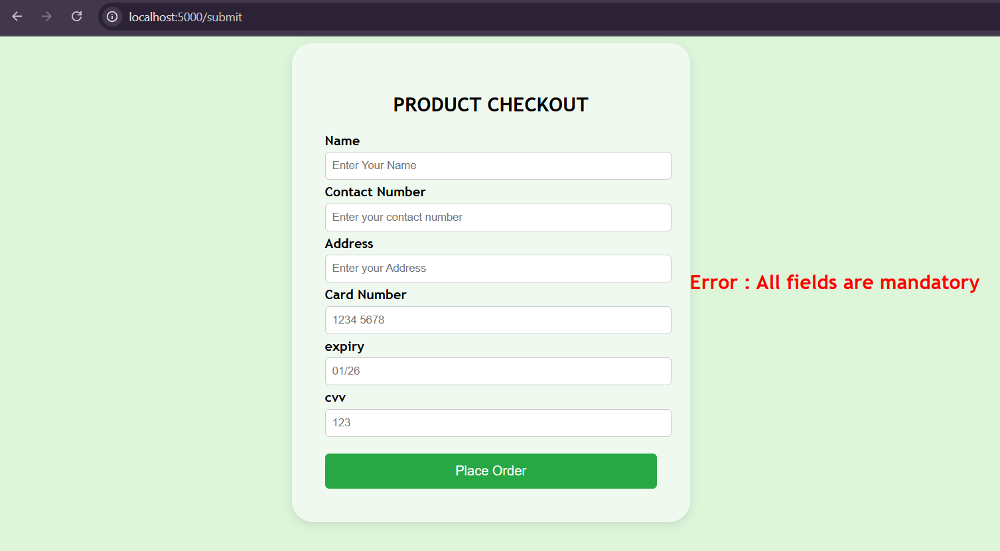 localhost:5000/submit
PRODUCT CHECKOUT
Name
Enter Your Name
Contact Number
Enter your contact number
Address
Enter your Address
Error : All fields are mandatory
Card Number
1234 5678
expiry
01/26
cvv
123
Place Order